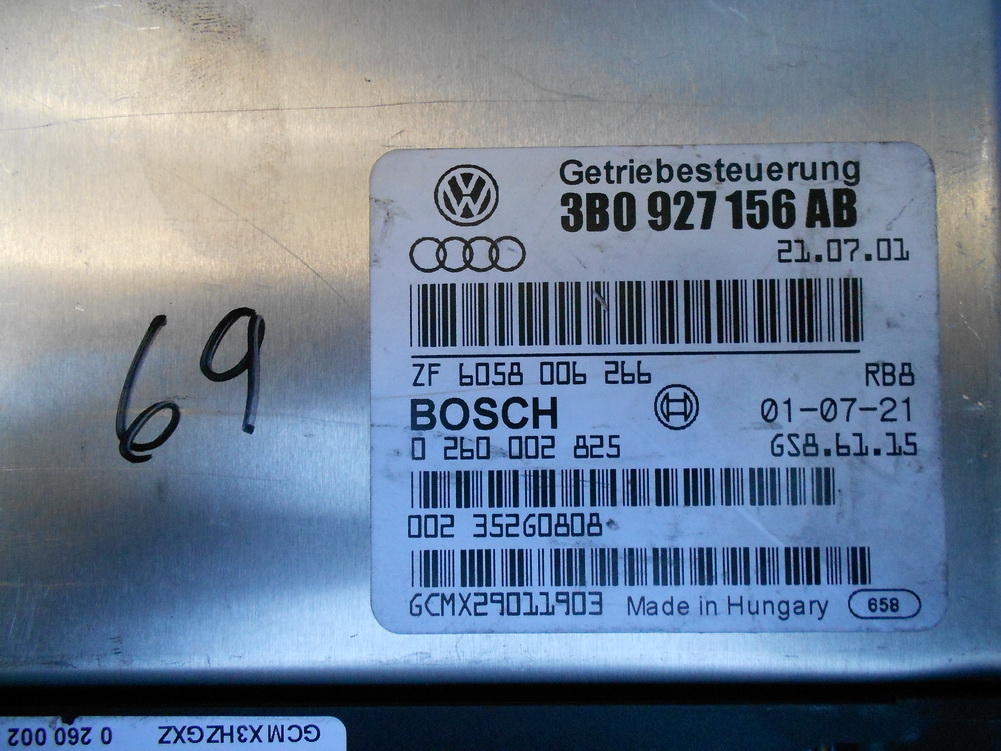 Getriebesteuerung
3B0 927 156 AB
21.07.01
ZF 6058 006 266 RB8
BOSCH 01-07-21
0 260 002 825 GS8.61.15
002 352G0808
GCMX29011903 Made in Hungary 658
69
GCMX3HZGXZ 0 260 002